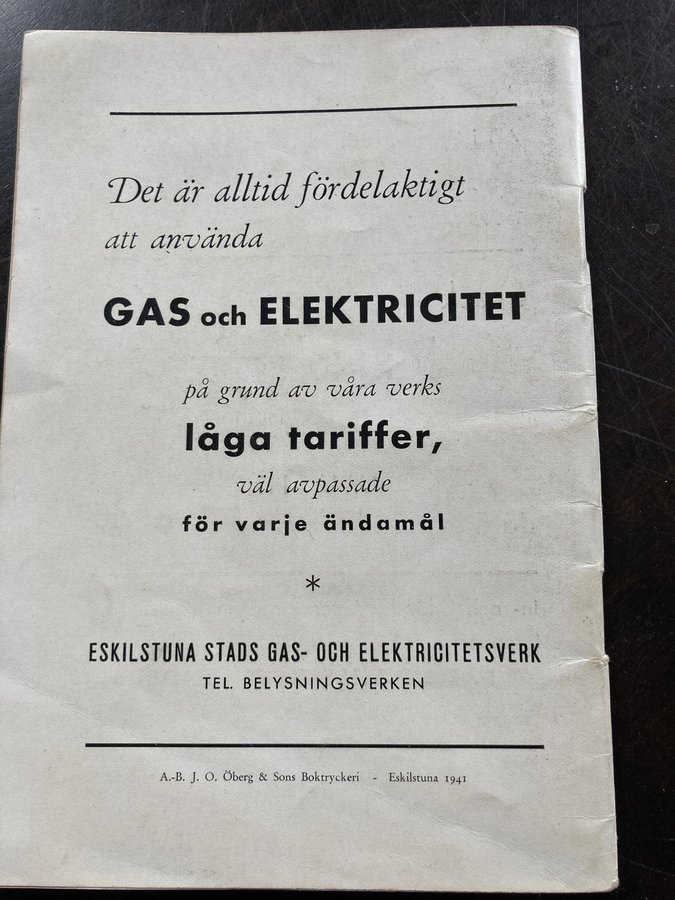 Det är alltid fördelaktigt
att använda
GAS och ELEKTRICITET
på grund av våra verks
låga tariffer,
väl avpassade
för varje ändamål
*
ESKILSTUNA STADS GAS- OCH ELEKTRICITETSVERK
TEL. BELYSNINGSVERKEN
A.-B. J. O. Öberg & Sons Boktryckeri - Eskilstuna 1941